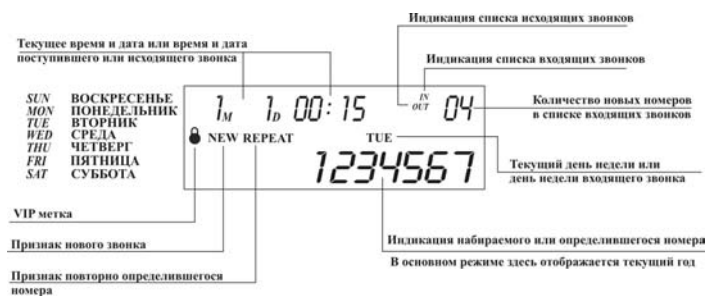 Индикация списка исходящих звонков
Текущее время и дата или время и дата
поступившего или исходящего звонка
Индикация списка входящих звонков
SUN ВОСКРЕСЕНЬЕ
MON ПОНЕДЕЛЬНИК
TUE ВТОРНИК
WED СРЕДА
THU ЧЕТВЕРГ
FRI ПЯТНИЦА
SAT СУББОТА
1M 1D 00:15 IN OUT 04
NEW REPEAT TUE
1234567
Количество новых номеров
в списке входящих звонков
Текущий день недели или
день недели входящего звонка
VIP метка
Признак нового звонка
Признак повторно определившегося
номера
Индикация набираемого или определившегося номера
В основном режиме здесь отображается текущий год